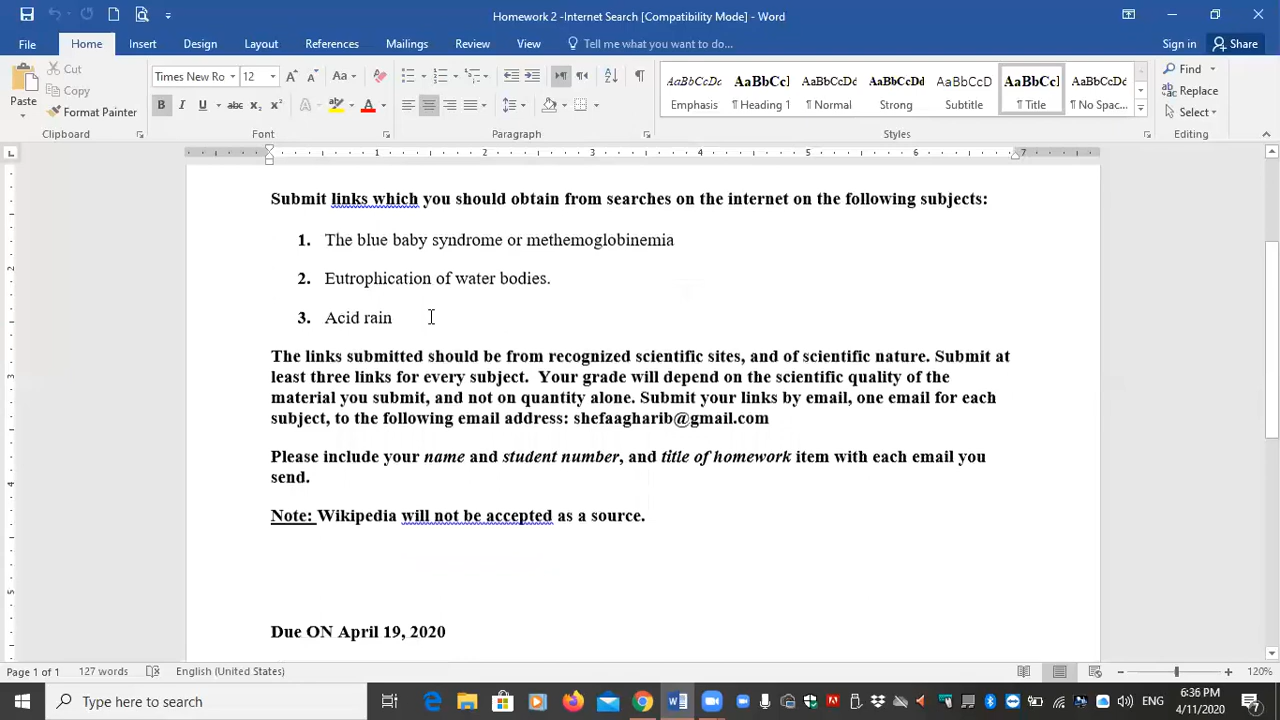 Homework 2 -Internet Search [Compatibility Mode] - Word
File Home Insert Design Layout References Mailings Review View Tell me what you want to do... Sign in Share
Paste Cut Copy Format Painter
Times New Ro 12
AaBbCcDc AaBbCcI AaBbCcDd AaBbCcDc AaBbCcD AaBbCcI AaBbCcDc
Emphasis ¶ Heading 1 ¶ Normal Strong Subtitle ¶ Title ¶ No Spac...
Find Replace Select
Clipboard Font Paragraph Styles Editing
1 2 3 4 5 6 7
Submit links which you should obtain from searches on the internet on the following subjects:
1. The blue baby syndrome or methemoglobinemia
2. Eutrophication of water bodies.
3. Acid rain
The links submitted should be from recognized scientific sites, and of scientific nature. Submit at
least three links for every subject. Your grade will depend on the scientific quality of the
material you submit, and not on quantity alone. Submit your links by email, one email for each
subject, to the following email address: shefaagharib@gmail.com
Please include your name and student number, and title of homework item with each email you
send.
Note: Wikipedia will not be accepted as a source.
Due ON April 19, 2020
Page 1 of 1 127 words English (United States) 120%
Type here to search ENG 6:36 PM
4/11/2020